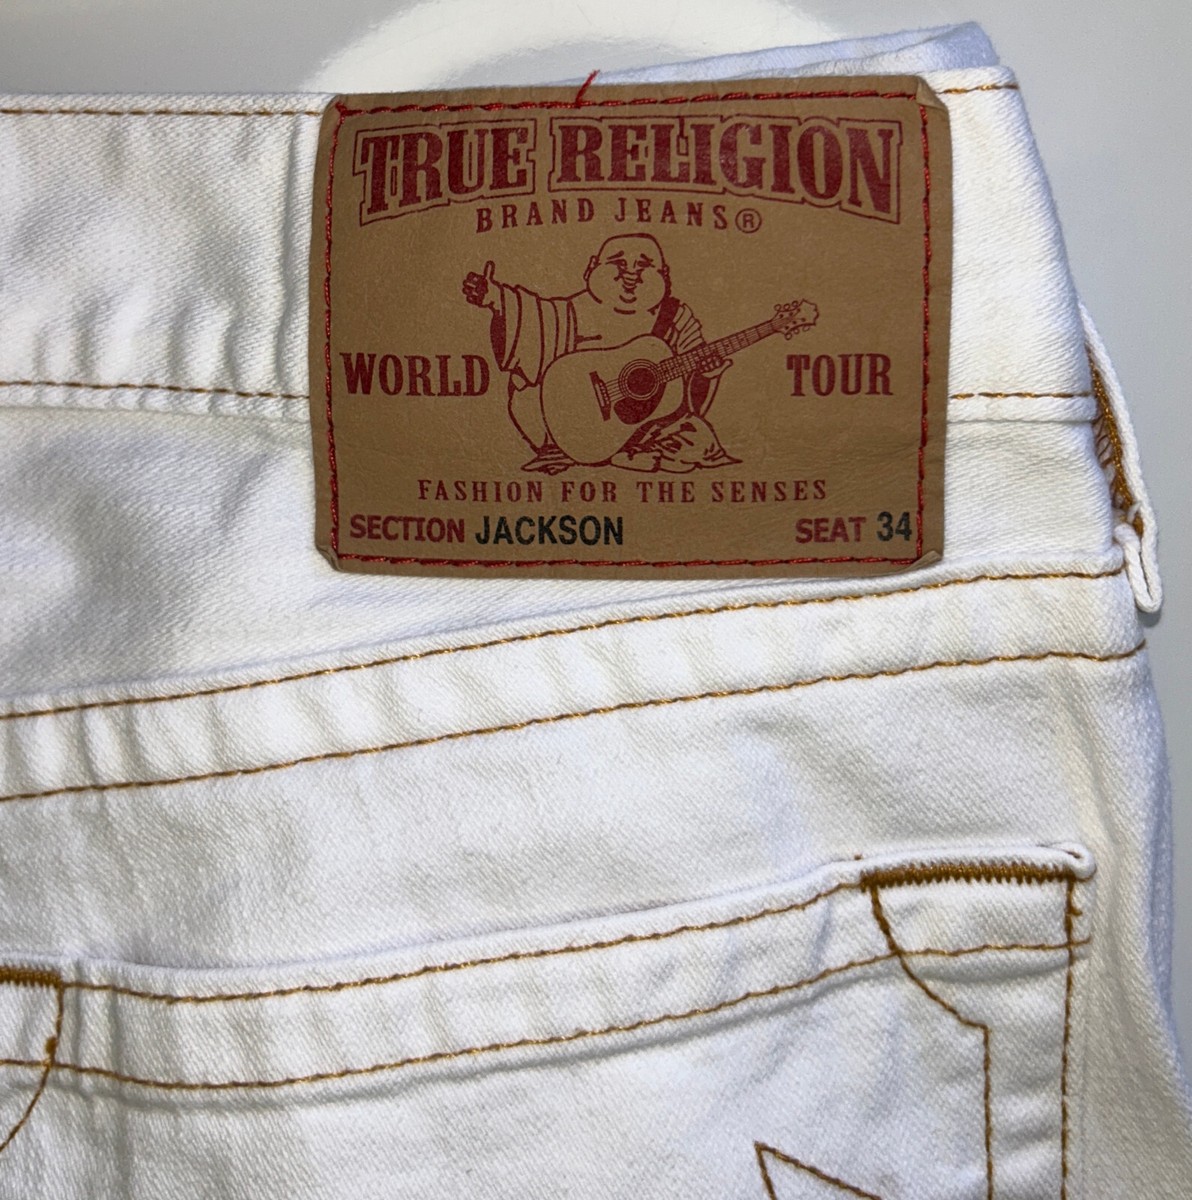 TRUE RELIGION
BRAND JEANS®
WORLD TOUR
FASHION FOR THE SENSES
SECTION JACKSON SEAT 34